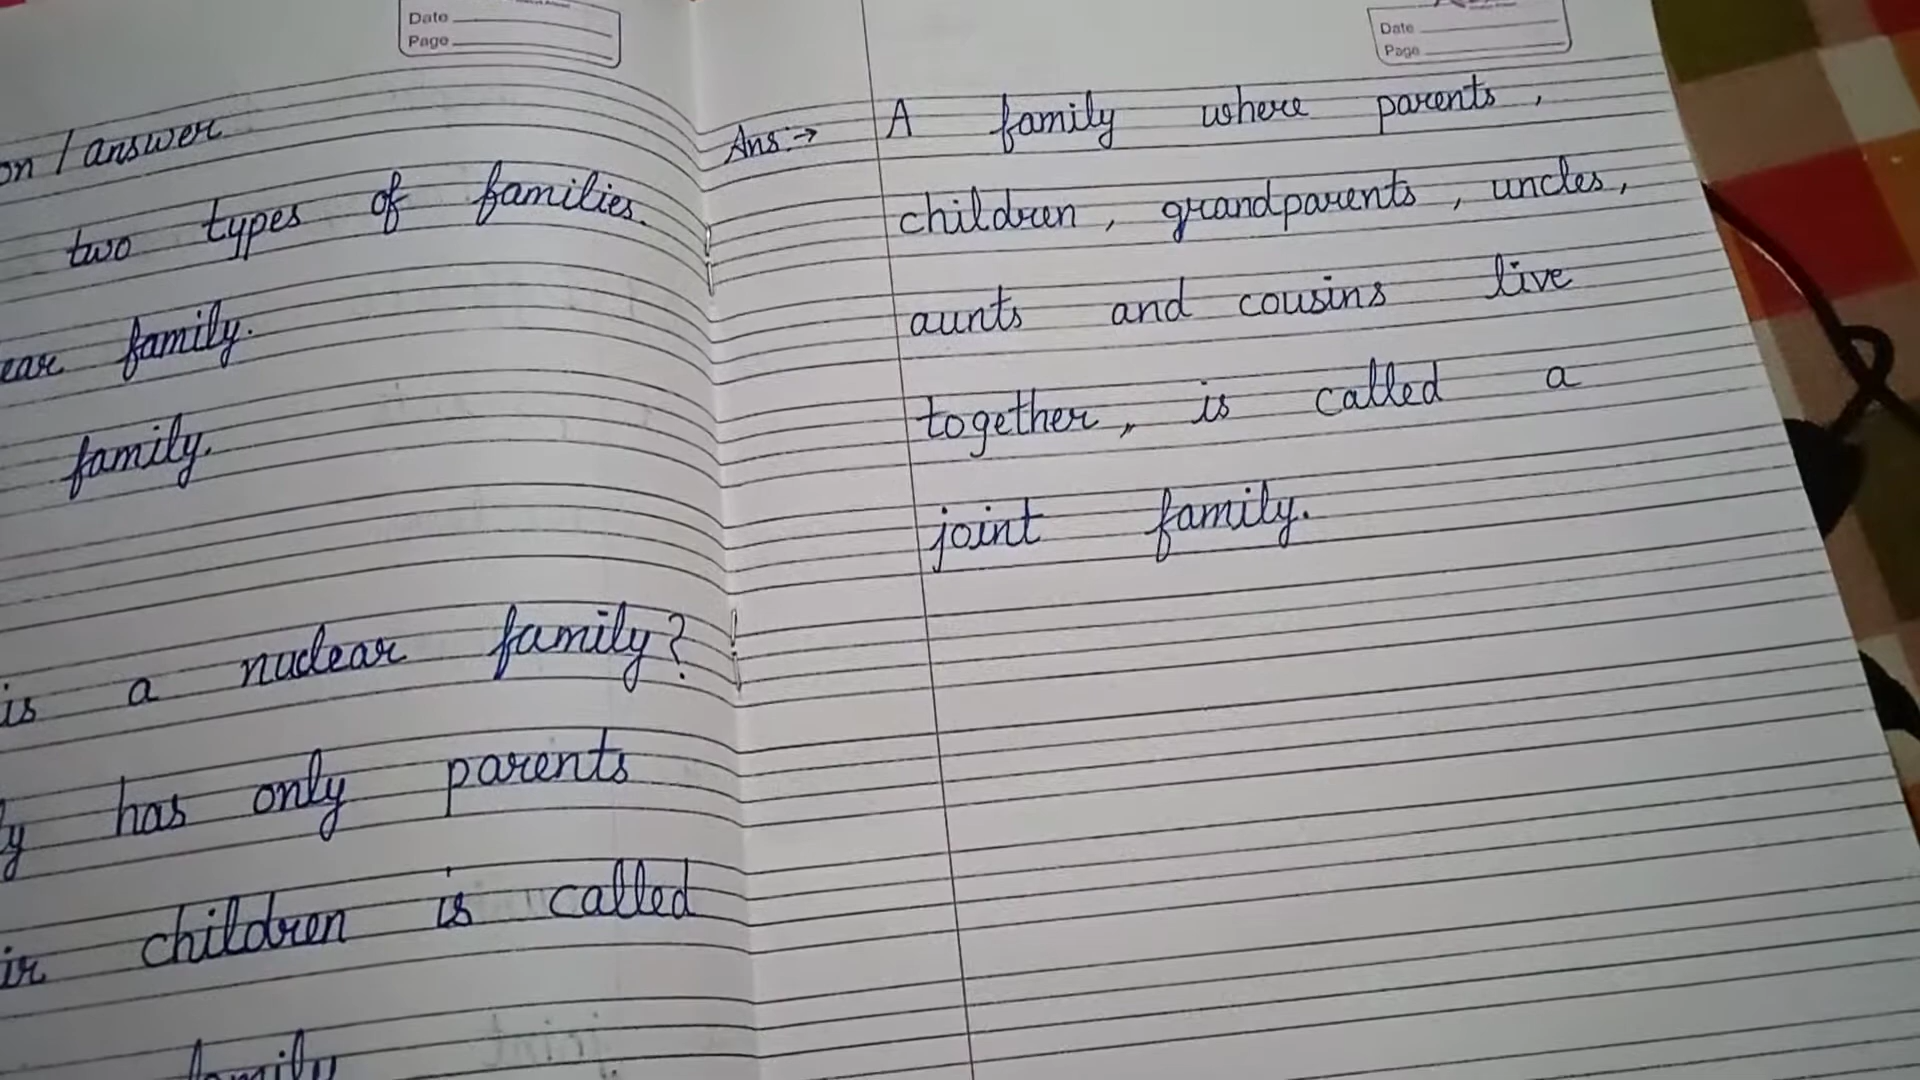 Date
Page
on / answer
two types of families.
ear family.
family.
is a nuclear family?
y has only parents
ir children is called
family
Date
Page
Ans:→ A family where parents,
children, grandparents, uncles,
aunts and cousins live
together, is called a
joint family.